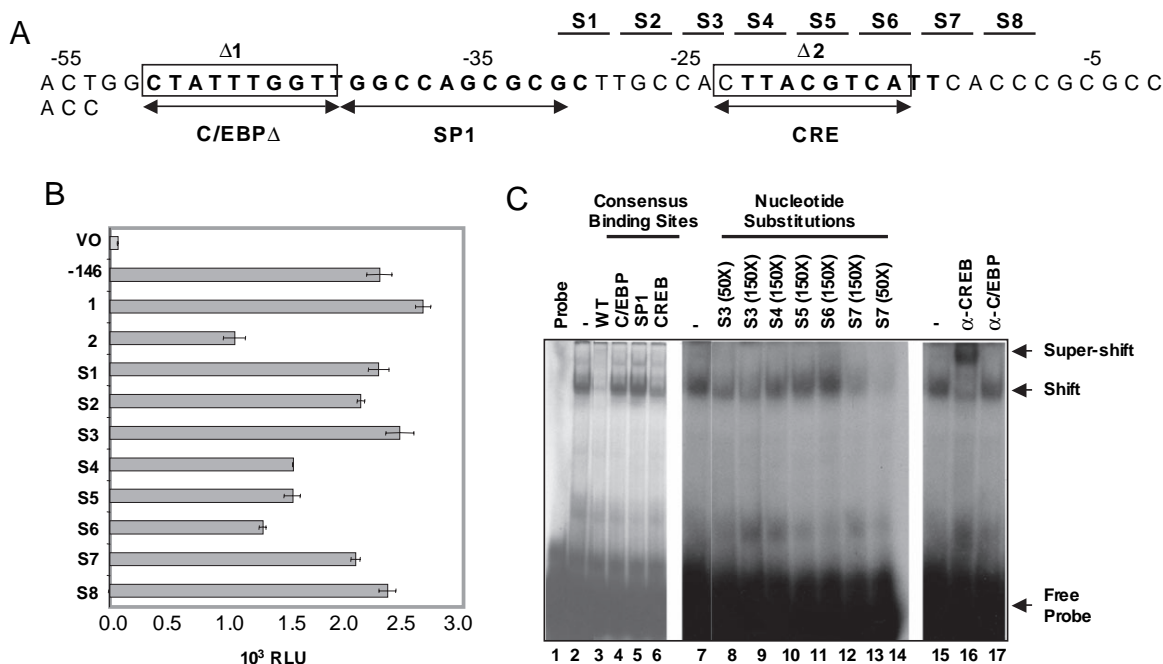 A
S1 S2 S3 S4 S5 S6 S7 S8
-55 Δ1 -35 -25 Δ2 -5
A C T G G C T A T T T G G T T G G C C A G C G C G C T T G C C A C T T A C G T C A T T C A C C C G C G C C
A C C
C/EBPΔ SP1 CRE
B
VO
-146
1
2
S1
S2
S3
S4
S5
S6
S7
S8
0.0 1.0 1.5 2.0 2.5 3.0
10³ RLU
C
Consensus Binding Sites
Nucleotide Substitutions
Probe
-
WT
C/EBP
SP1
CREB
-
S3 (50X)
S3 (150X)
S4 (150X)
S5 (150X)
S6 (150X)
S7 (150X)
S7 (50X)
-
α-CREB
α-C/EBP
Super-shift
Shift
Free Probe
1 2 3 4 5 6 7 8 9 10 11 12 13 14 15 16 17